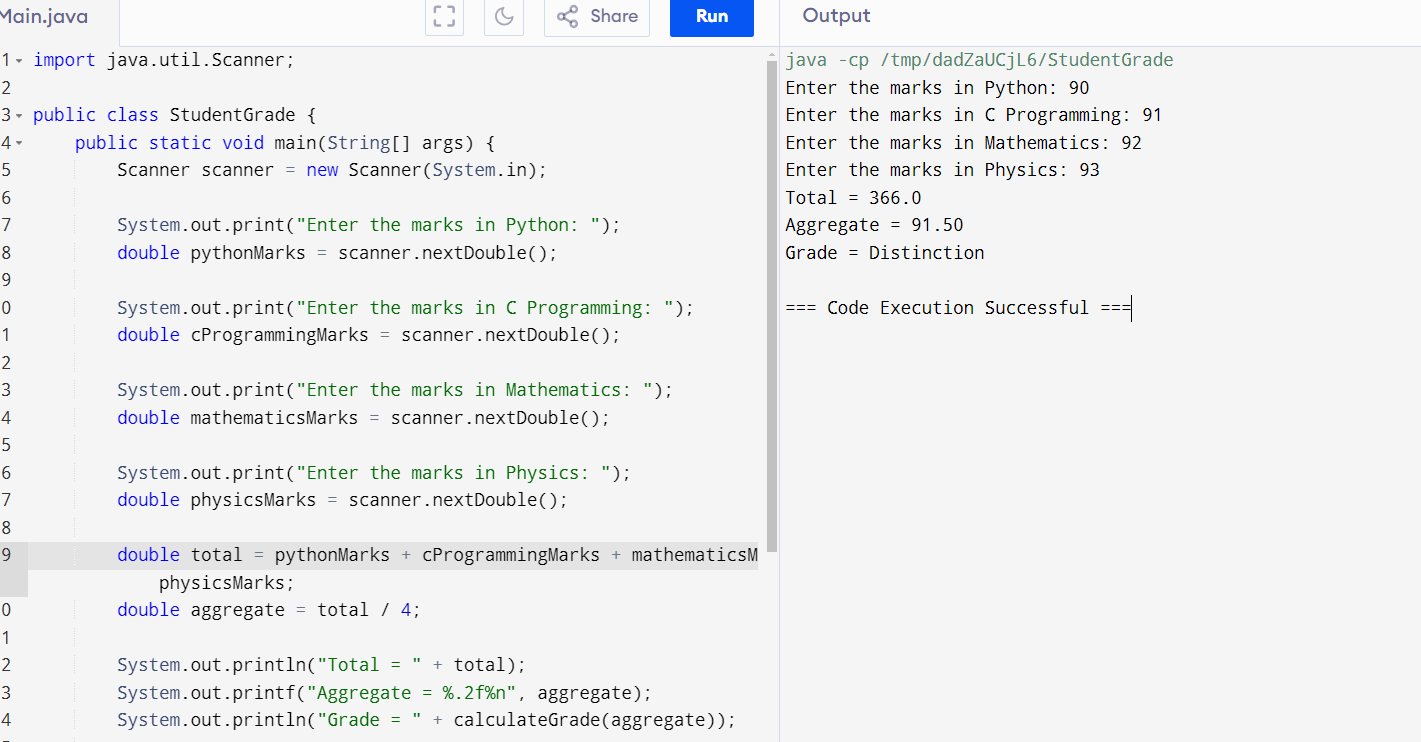 Main.java
Share
Run
Output
1 import java.util.Scanner;
2
3 public class StudentGrade {
4 public static void main(String[] args) {
5 Scanner scanner = new Scanner(System.in);
6
7 System.out.print("Enter the marks in Python: ");
8 double pythonMarks = scanner.nextDouble();
9
0 System.out.print("Enter the marks in C Programming: ");
1 double cProgrammingMarks = scanner.nextDouble();
2
3 System.out.print("Enter the marks in Mathematics: ");
4 double mathematicsMarks = scanner.nextDouble();
5
6 System.out.print("Enter the marks in Physics: ");
7 double physicsMarks = scanner.nextDouble();
8
9 double total = pythonMarks + cProgrammingMarks + mathematicsM
physicsMarks;
0 double aggregate = total / 4;
1
2 System.out.println("Total = " + total);
3 System.out.printf("Aggregate = %.2f%n", aggregate);
4 System.out.println("Grade = " + calculateGrade(aggregate));
java -cp /tmp/dadZaUCjL6/StudentGrade
Enter the marks in Python: 90
Enter the marks in C Programming: 91
Enter the marks in Mathematics: 92
Enter the marks in Physics: 93
Total = 366.0
Aggregate = 91.50
Grade = Distinction
=== Code Execution Successful ===